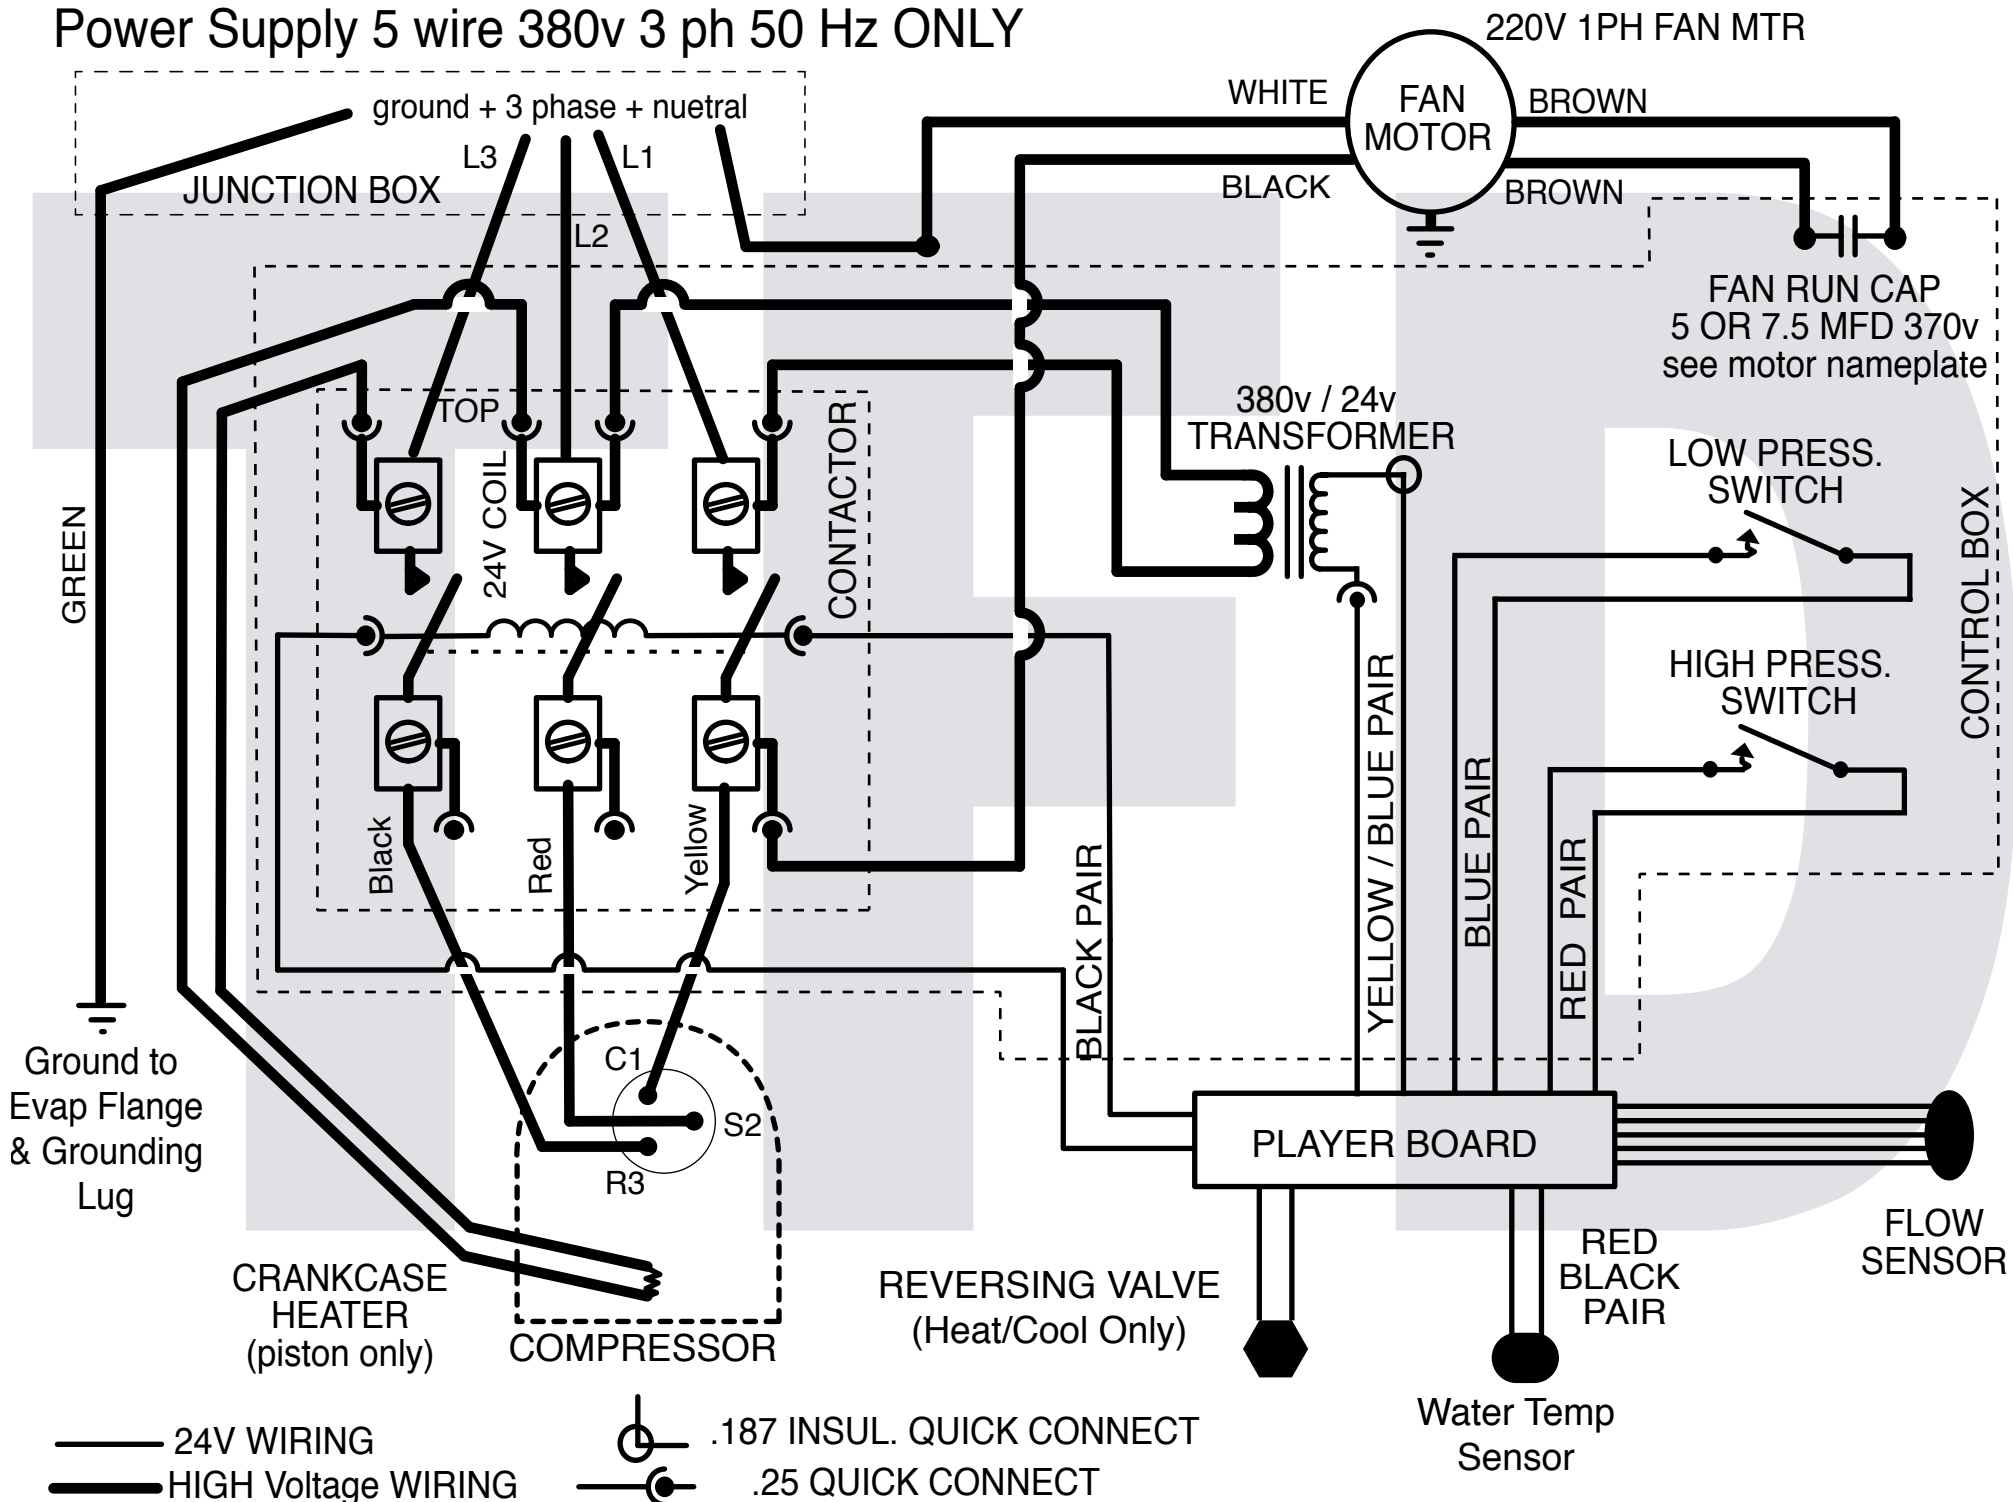 Power Supply 5 wire 380v 3 ph 50 Hz ONLY
220V 1PH FAN MTR
ground + 3 phase + nuetral
WHITE
FAN
MOTOR
BROWN
L3
L1
JUNCTION BOX
BLACK
BROWN
L2
FAN RUN CAP
5 OR 7.5 MFD 370v
see motor nameplate
TOP
380v / 24v
TRANSFORMER
24V COIL
CONTACTOR
GREEN
LOW PRESS.
SWITCH
CONTROL BOX
HIGH PRESS.
SWITCH
Black
Red
Yellow
BLACK PAIR
YELLOW / BLUE PAIR
BLUE PAIR
RED PAIR
Ground to
Evap Flange
& Grounding
Lug
C1
S2
R3
PLAYER BOARD
FLOW
SENSOR
CRANKCASE
HEATER
(piston only)
COMPRESSOR
REVERSING VALVE
(Heat/Cool Only)
RED
BLACK
PAIR
Water Temp
Sensor
24V WIRING
HIGH Voltage WIRING
.187 INSUL. QUICK CONNECT
.25 QUICK CONNECT